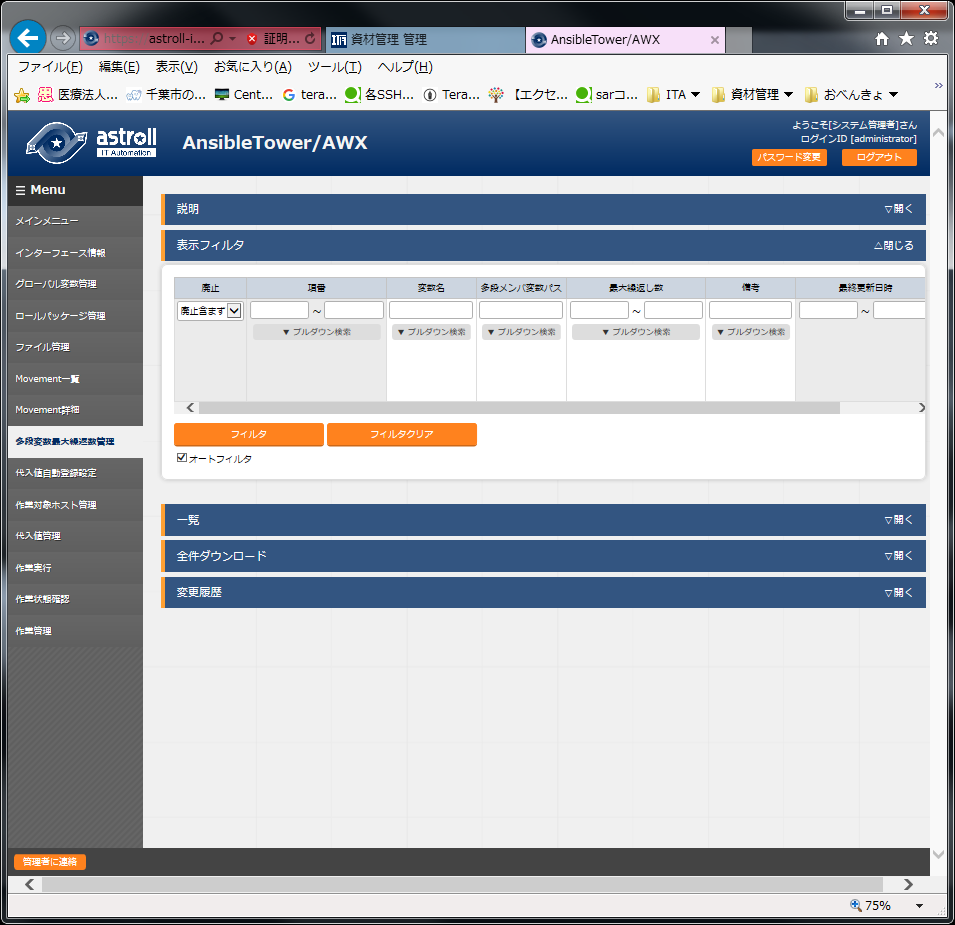 https: astroll-i... 証明... 資材管理 管理 AnsibleTower/AWX
ファイル(F) 編集(E) 表示(V) お気に入り(A) ツール(T) ヘルプ(H)
医療法人... 千葉市の... Cent... tera... 各SSH... Tera... 【エクセ... sarコ... ITA 資材管理 おべんきょ
astroll
IT Automation
AnsibleTower/AWX
ようこそ[システム管理者]さん
ログインID [administrator]
パスワード変更 ログアウト
Menu
メインメニュー
インターフェース情報
グローバル変数管理
ロールパッケージ管理
ファイル管理
Movement一覧
Movement詳細
多段変数最大繰返数管理
代入値自動登録設定
作業対象ホスト管理
代入値管理
作業実行
作業状態確認
作業管理
説明 ▽開く
表示フィルタ △閉じる
廃止 項番 変数名 多段メンバ変数パス 最大繰返し数 備考 最終更新日時
廃止含まず ～ ～ ～
▼プルダウン検索 ▼プルダウン検索 ▼プルダウン検索 ▼プルダウン検索 ▼プルダウン検索
フィルタ フィルタクリア
オートフィルタ
一覧 ▽開く
全件ダウンロード ▽開く
変更履歴 ▽開く
管理者に連絡
75%